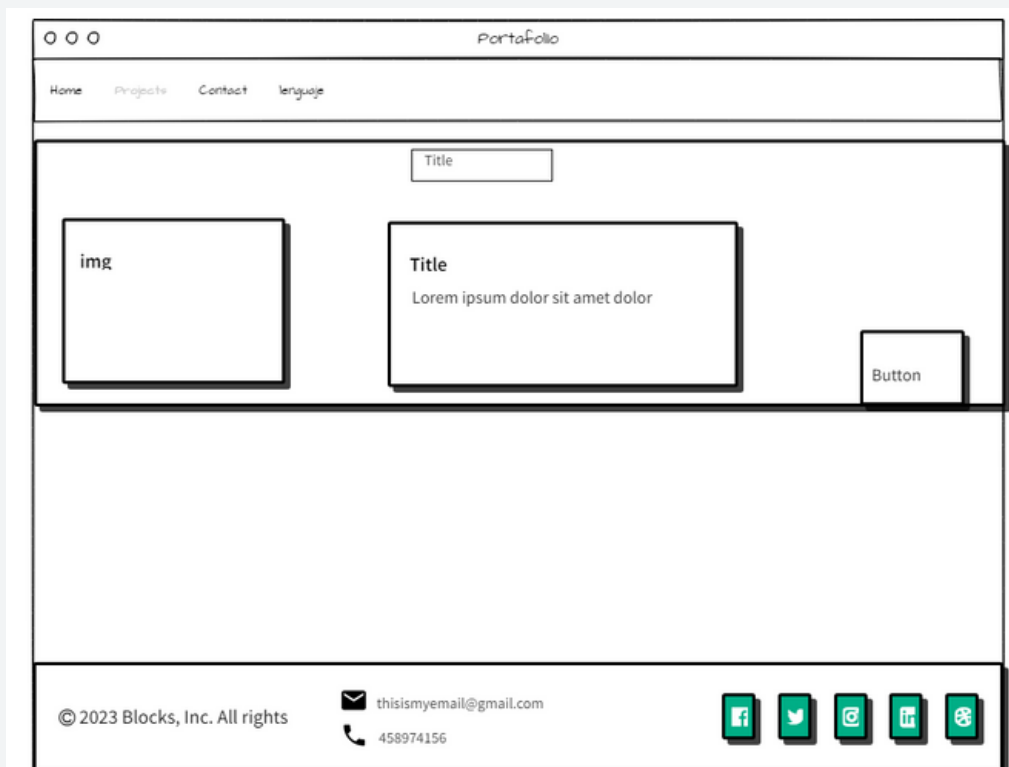 Portafolio
Home Projects Contact lenguaje
Title
img
Title
Lorem ipsum dolor sit amet dolor
Button
© 2023 Blocks, Inc. All rights
thisismyemail@gmail.com
458974156